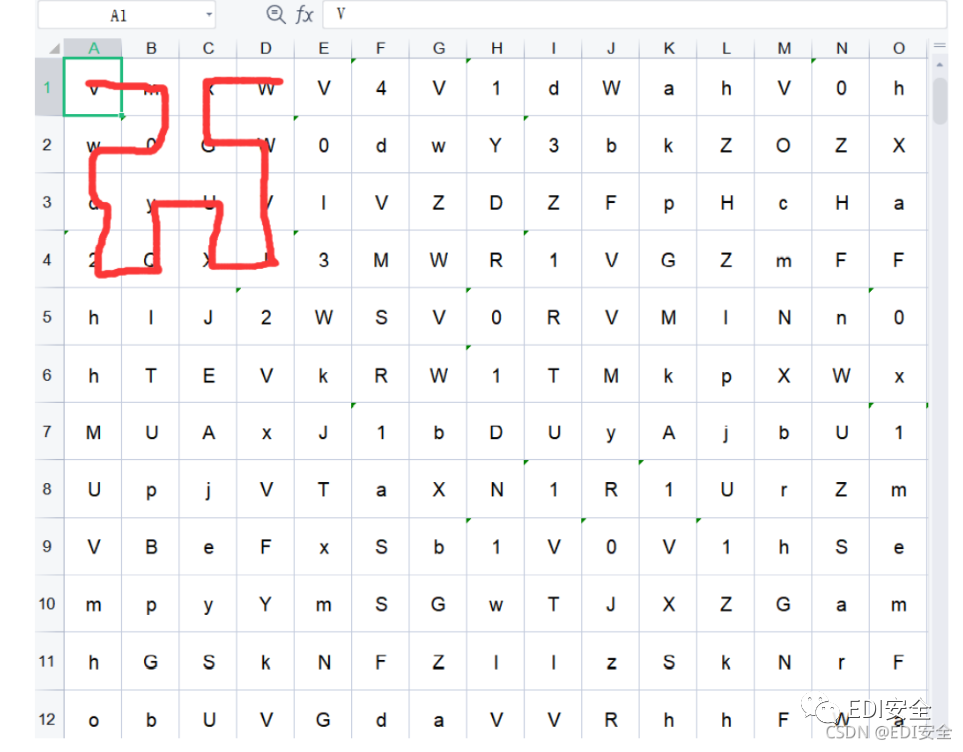 A1 fx V
A B C D E F G H I J K L M N O
1 V m x W V 4 V 1 d W a h V 0 h
2 w 0 G W 0 d w Y 3 b k Z O Z X
3 d y U V I V Z D Z F p H c H a
4 2 Q X 3 M W R 1 V G Z m F F
5 h I J 2 W S V 0 R V M I N n 0
6 h T E V k R W 1 T M k p X W x
7 M U A x J 1 b D U y A j b U 1
8 U p j V T a X N 1 R 1 U r Z m
9 V B e F x S b 1 V 0 V 1 h S e
10 m p y Y m S G w T J X Z G a m
11 h G S k N F Z I I z S k N r F
12 o b U V G d a V V R h h F W a
EDI安全
CSDN @EDI安全